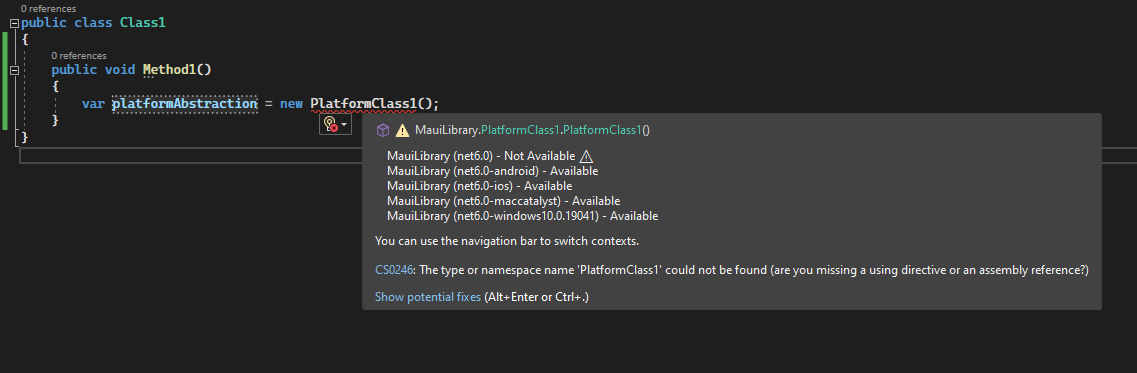 0 references
public class Class1
{
0 references
public void Method1()
{
var platformAbstraction = new PlatformClass1();
}
}
MauiLibrary.PlatformClass1.PlatformClass1()
MauiLibrary (net6.0) - Not Available
MauiLibrary (net6.0-android) - Available
MauiLibrary (net6.0-ios) - Available
MauiLibrary (net6.0-maccatalyst) - Available
MauiLibrary (net6.0-windows10.0.19041) - Available
You can use the navigation bar to switch contexts.
CS0246: The type or namespace name 'PlatformClass1' could not be found (are you missing a using directive or an assembly reference?)
Show potential fixes (Alt+Enter or Ctrl+.)